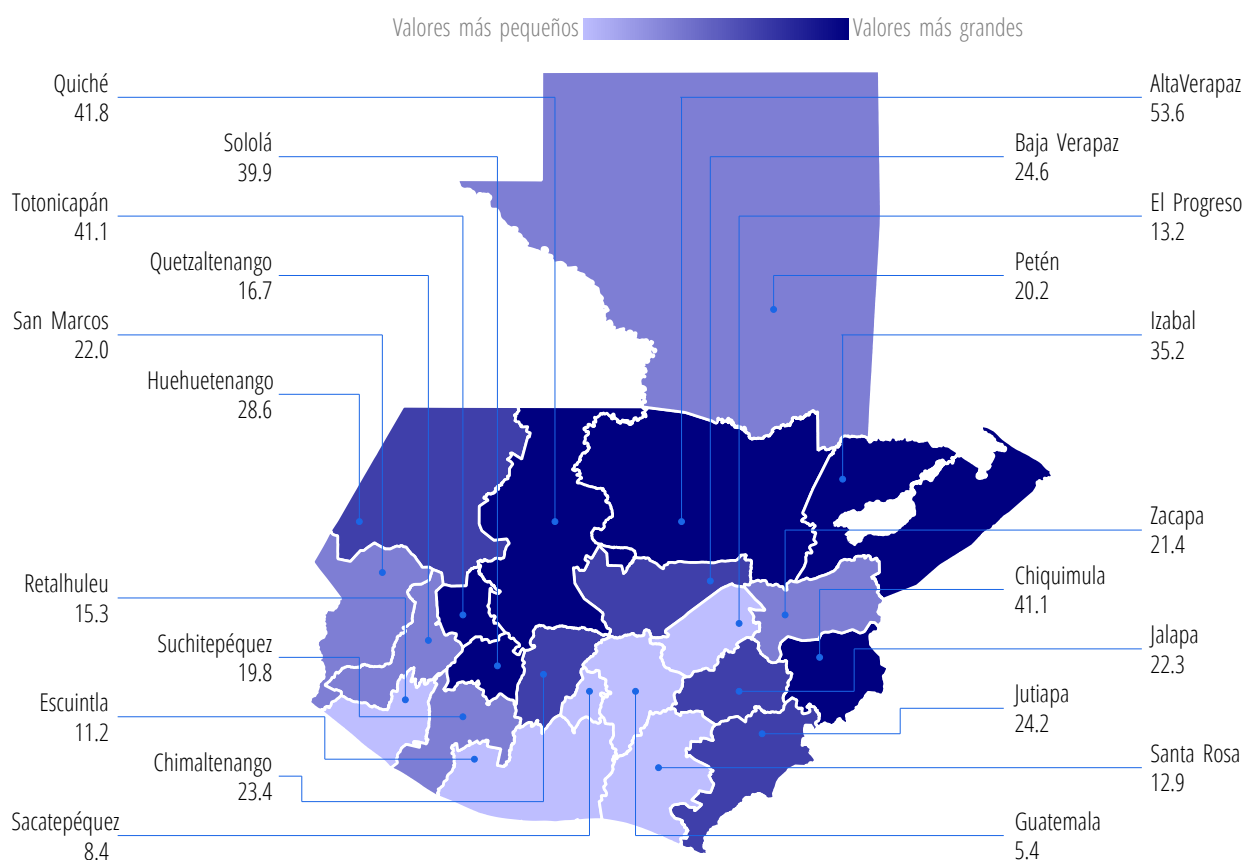 Valores más pequeños
Valores más grandes
Quiché
41.8
Sololá
39.9
Totonicapán
41.1
Quetzaltenango
16.7
San Marcos
22.0
Huehuetenango
28.6
Retalhuleu
15.3
Suchitepéquez
19.8
Escuintla
11.2
Chimaltenango
23.4
Sacatepéquez
8.4
AltaVerapaz
53.6
Baja Verapaz
24.6
El Progreso
13.2
Petén
20.2
Izabal
35.2
Zacapa
21.4
Chiquimula
41.1
Jalapa
22.3
Jutiapa
24.2
Santa Rosa
12.9
Guatemala
5.4